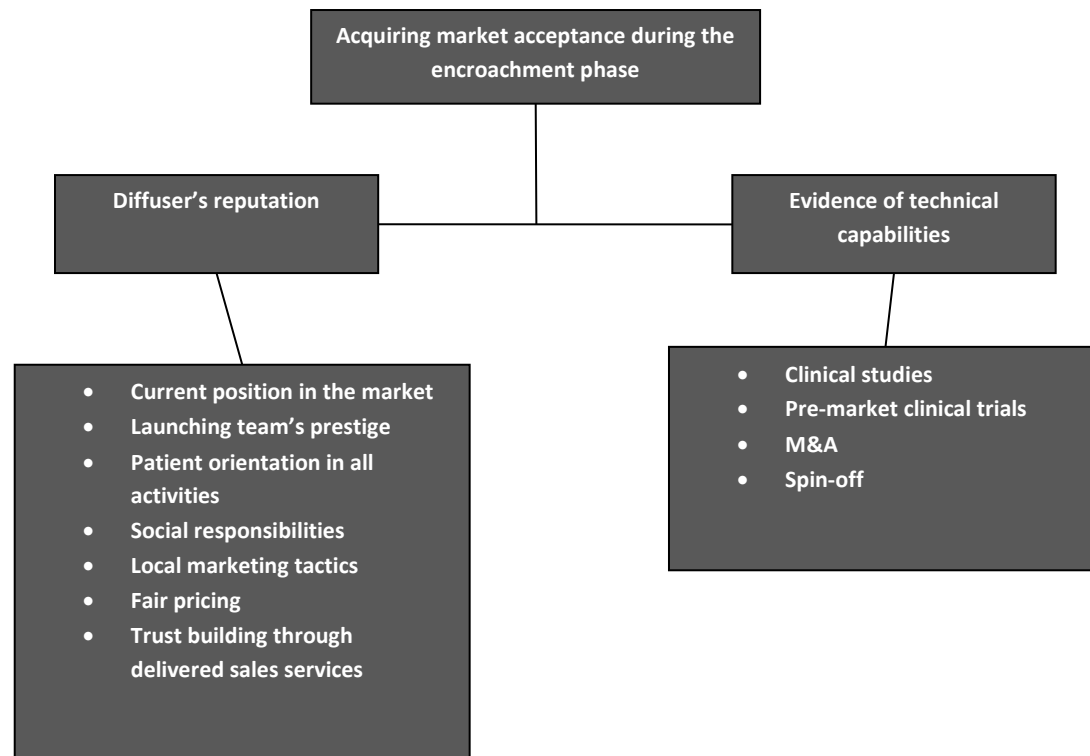 Acquiring market acceptance during the
encroachment phase
Diffuser’s reputation
Evidence of technical
capabilities
• Current position in the market
• Launching team’s prestige
• Patient orientation in all
activities
• Social responsibilities
• Local marketing tactics
• Fair pricing
• Trust building through
delivered sales services
• Clinical studies
• Pre-market clinical trials
• M&A
• Spin-off